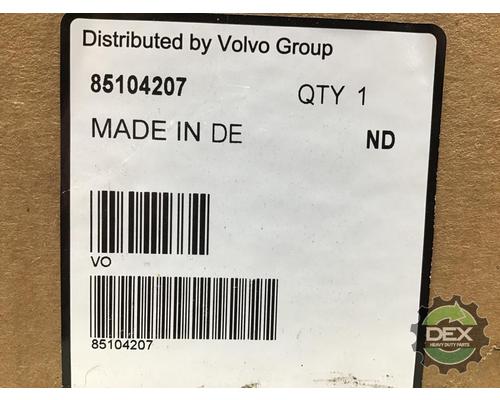 Distributed by Volvo Group
85104207 QTY 1
MADE IN DE ND
VO
85104207
DEX
HEAVY DUTY PARTS